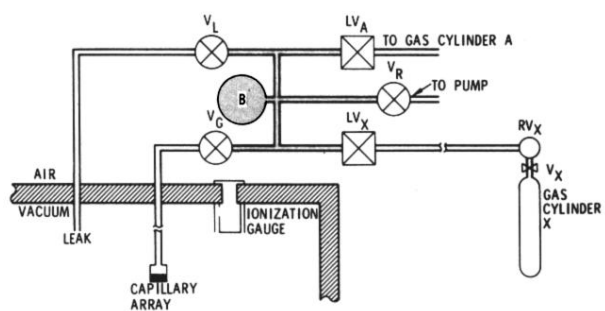 V_L
LV_A
TO GAS CYLINDER A
V_R
TO PUMP
B
V_G
LV_X
RV_X
V_X
GAS
CYLINDER
X
AIR
VACUUM
LEAK
IONIZATION
GAUGE
CAPILLARY
ARRAY